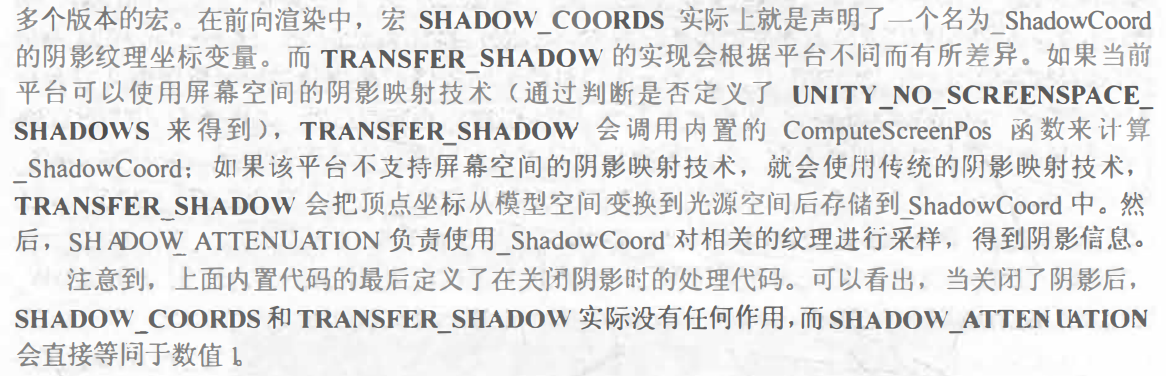 多个版本的宏。在前向渲染中，宏 SHADOW_COORDS 实际上就是声明了一个名为_ShadowCoord
的阴影纹理坐标变量。而 TRANSFER_SHADOW 的实现会根据平台不同而有所差异。如果当前
平台可以使用屏幕空间的阴影映射技术（通过判断是否定义了 UNITY_NO_SCREENSPACE_
SHADOWS 来得到），TRANSFER_SHADOW 会调用内置的 ComputeScreenPos 函数来计算
_ShadowCoord；如果该平台不支持屏幕空间的阴影映射技术，就会使用传统的阴影映射技术，
TRANSFER_SHADOW 会把顶点坐标从模型空间变换到光源空间后存储到_ShadowCoord 中。然
后，SHADOW_ATTENUATION 负责使用_ShadowCoord 对相关的纹理进行采样，得到阴影信息。
注意到，上面内置代码的最后定义了在关闭阴影时的处理代码。可以看出，当关闭了阴影后，
SHADOW_COORDS 和 TRANSFER_SHADOW 实际没有任何作用，而 SHADOW_ATTENUATION
会直接等同于数值 1。